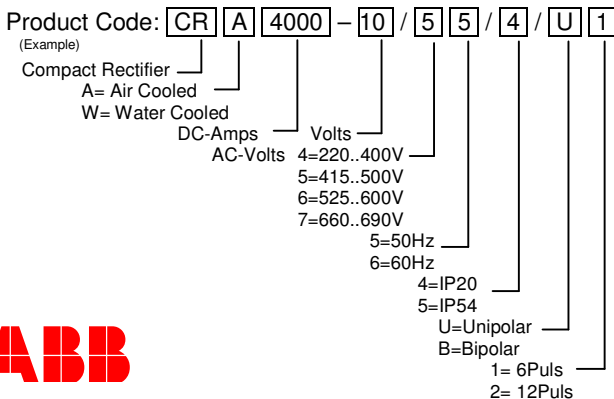 Product Code: CR A 4000 – 10 / 5 5 / 4 / U 1
(Example)
Compact Rectifier
A= Air Cooled
W= Water Cooled
DC-Amps Volts
AC-Volts 4=220..400V
5=415..500V
6=525..600V
7=660..690V
5=50Hz
6=60Hz
4=IP20
5=IP54
U=Unipolar
B=Bipolar
1= 6Puls
2= 12Puls
ABB